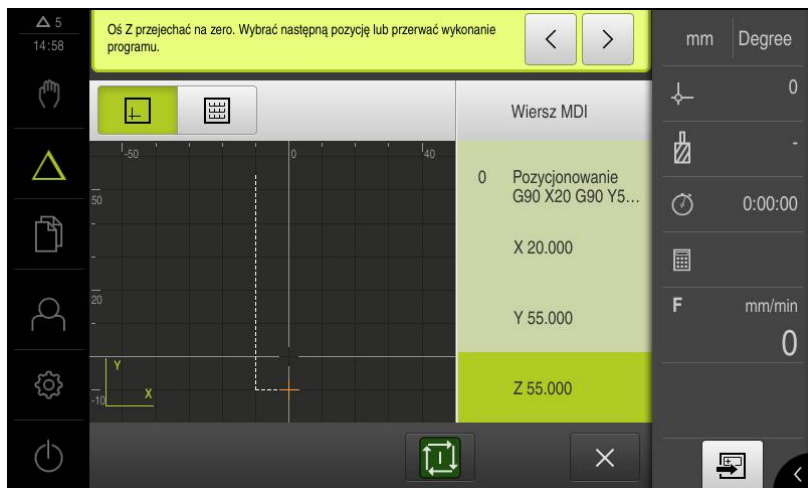 5
14:58
Oś Z przejechać na zero. Wybrać następną pozycję lub przerwać wykonanie
programu.
mm Degree
0
-
0:00:00
F mm/min
0
Wiersz MDI
0 Pozycjonowanie
G90 X20 G90 Y5…
X 20.000
Y 55.000
Z 55.000
-50 0 40
50
20
-10
Y
X